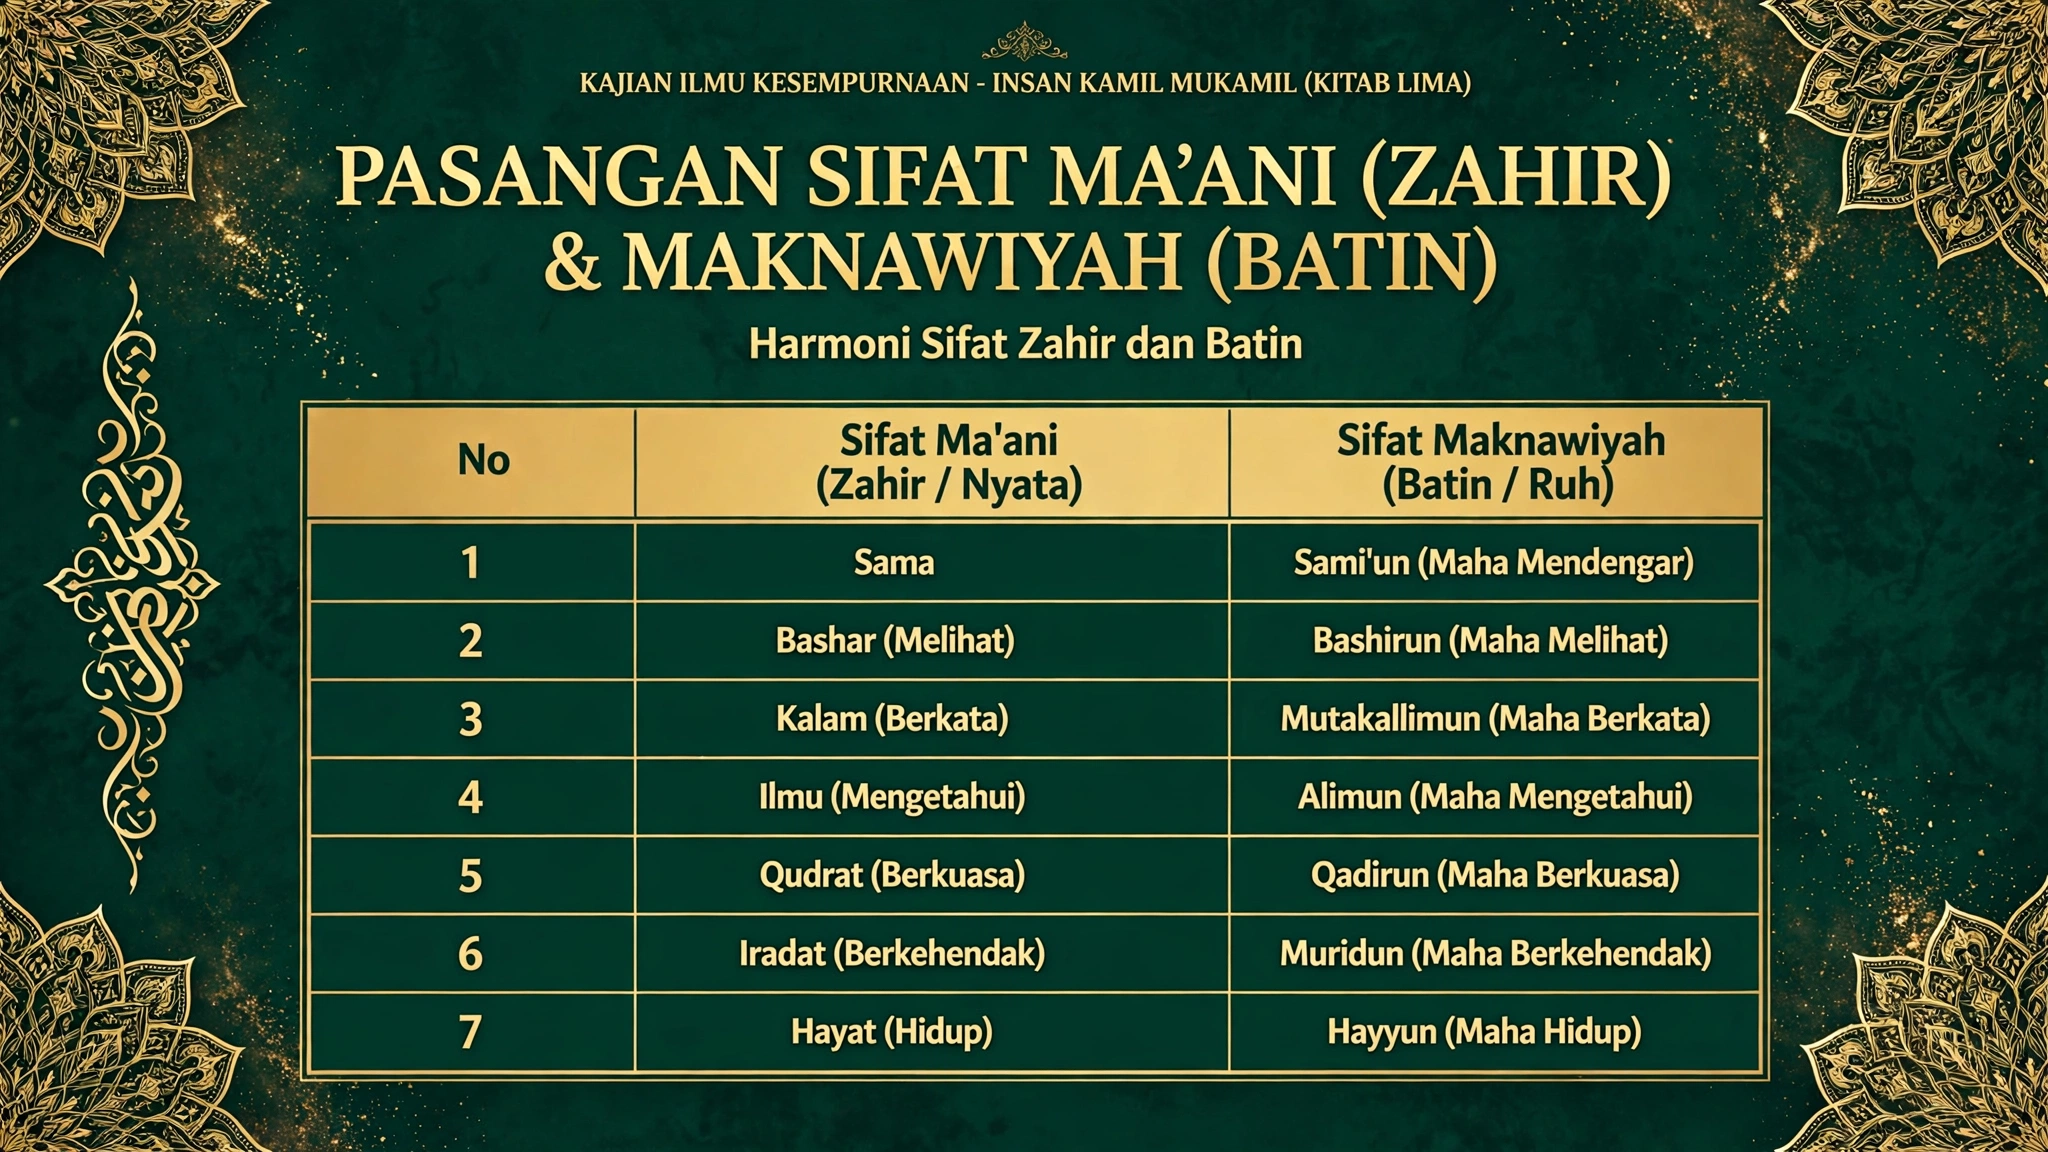 KAJIAN ILMU KESEMPURNAAN - INSAN KAMIL MUKAMIL (KITAB LIMA)
PASANGAN SIFAT MA'ANI (ZAHIR)
& MAKNAWIYAH (BATIN)
Harmoni Sifat Zahir dan Batin
No Sifat Ma'ani (Zahir / Nyata) Sifat Maknawiyah (Batin / Ruh)
1 Sama Sami'un (Maha Mendengar)
2 Bashar (Melihat) Bashirun (Maha Melihat)
3 Kalam (Berkata) Mutakallimun (Maha Berkata)
4 Ilmu (Mengetahui) Alimun (Maha Mengetahui)
5 Qudrat (Berkuasa) Qadirun (Maha Berkuasa)
6 Iradat (Berkehendak) Muridun (Maha Berkehendak)
7 Hayat (Hidup) Hayyun (Maha Hidup)